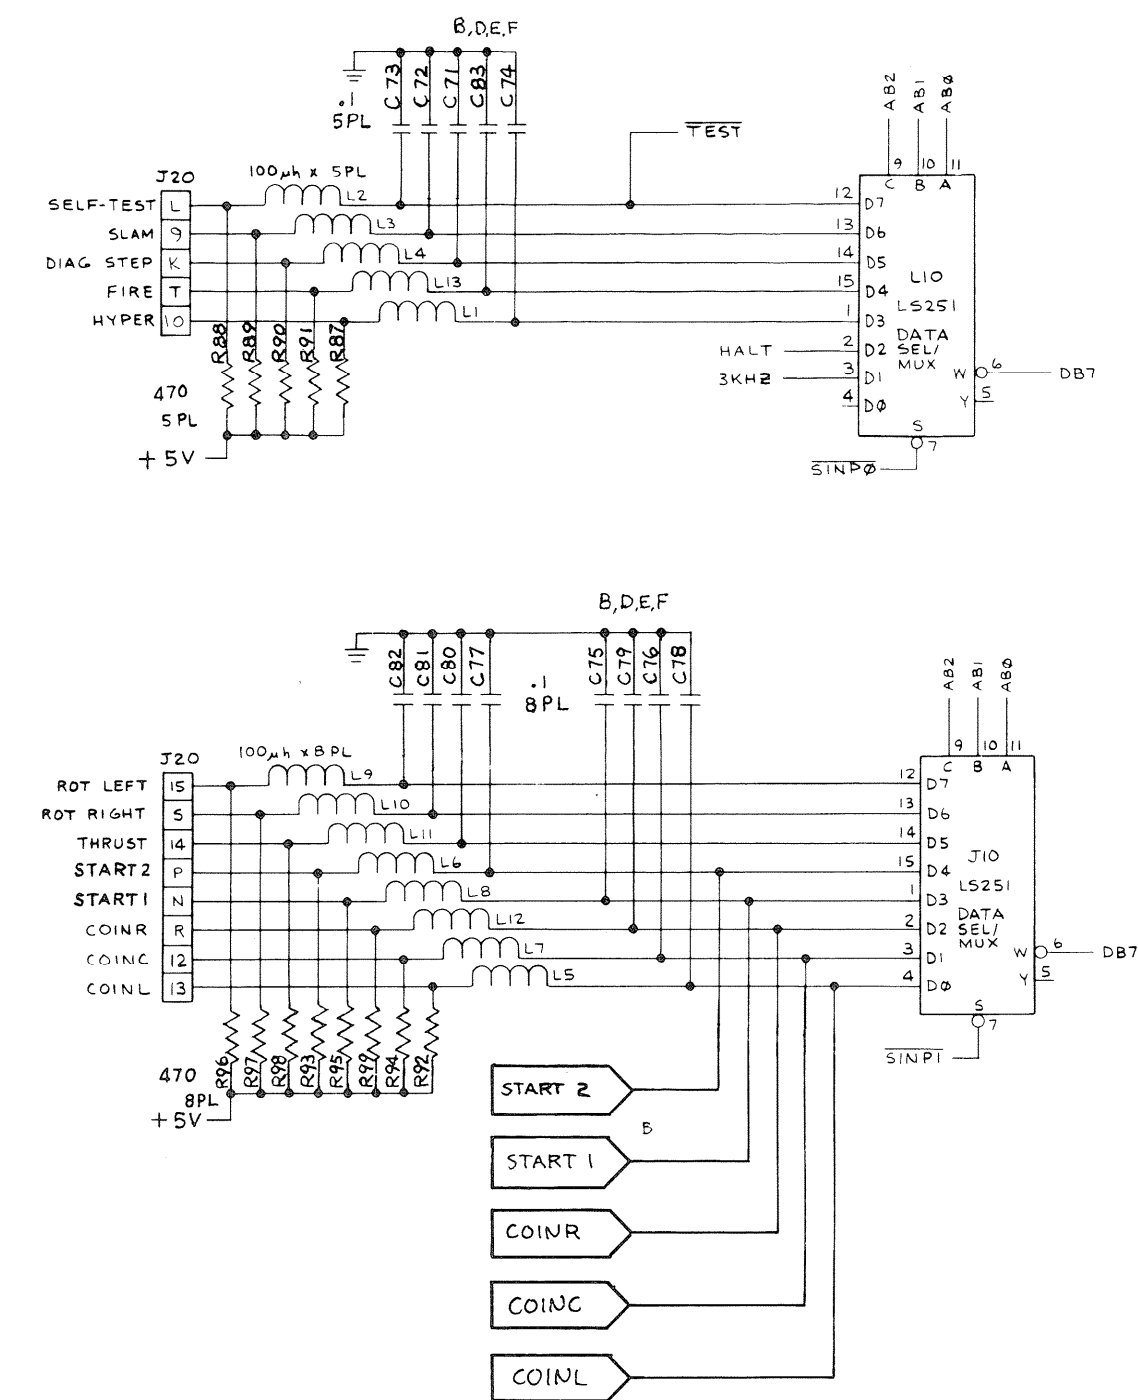 B,D,E,F
C73
C72
C71
C83
C74
.1
5PL
TEST
AB2
AB1
ABØ
9 10 11
C B A
J20
100µh x 5PL
SELF-TEST L L2 12 D7
SLAM 9 L3 13 D6
DIAG STEP K L4 14 D5
FIRE T L13 15 D4
HYPER 10 L1 1 D3
L10
LS251
DATA
SEL/
MUX
HALT 2 D2
3KHZ 3 D1
4 DØ
W 6 DB7
Y 5
S
7
SINPØ
R88
R89
R90
R91
R87
470
5PL
+5V
B,D,E,F
C82
C81
C80
C77
C75
C79
C76
C78
.1
8PL
AB2
AB1
ABØ
9 10 11
C B A
J20
100µh x 8PL
ROT LEFT 15 L9 12 D7
ROT RIGHT S L10 13 D6
THRUST 14 L11 14 D5
START2 P L6 15 D4
START1 N L8 1 D3
COINR R L12 2 D2
COINC 12 L7 3 D1
COINL 13 L5 4 DØ
J10
LS251
DATA
SEL/
MUX
W 6 DB7
Y 5
S
7
SINP1
R96
R97
R98
R93
R95
R99
R94
R92
470
8PL
+5V
START 2
B
START 1
COINR
COINC
COINL